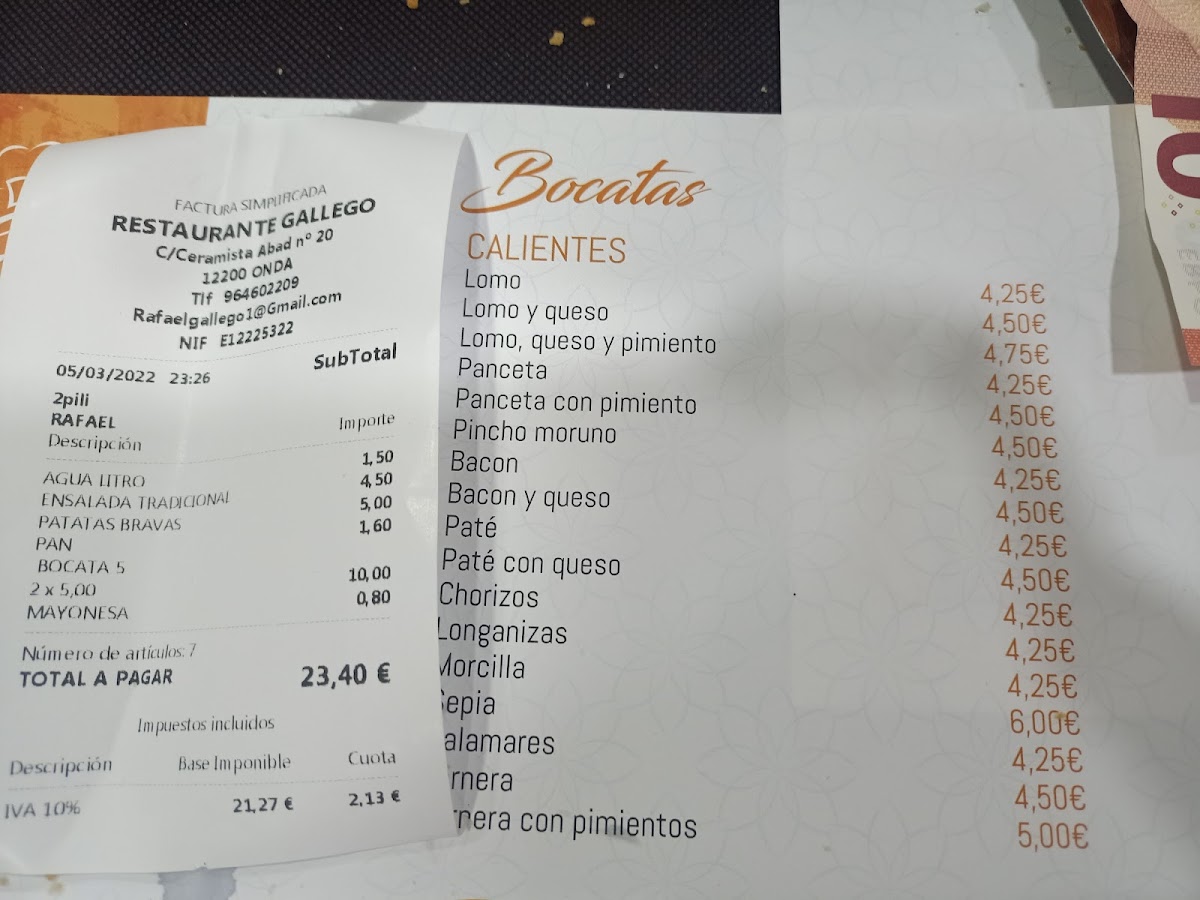 FACTURA SIMPLIFICADA
RESTAURANTE GALLEGO
C/Ceramista Abad nº 20
12200 ONDA
Tlf 964602209
Rafaelgallego1@Gmail.com
NIF E12225322
SubTotal
05/03/2022 23:26
2pili
RAFAEL
Descripción Importe
AGUA LITRO 1,50
ENSALADA TRADICIONAL 4,50
PATATAS BRAVAS 5,00
PAN 1,60
BOCATA 5
2 x 5,00 10,00
MAYONESA 0,80
Número de artículos: 7
TOTAL A PAGAR 23,40 €
Impuestos incluidos
Descripción Base Imponible Cuota
IVA 10% 21,27 € 2,13 €
Bocatas
CALIENTES
Lomo 4,25€
Lomo y queso 4,50€
Lomo, queso y pimiento 4,75€
Panceta 4,25€
Panceta con pimiento 4,50€
Pincho moruno 4,50€
Bacon 4,25€
Bacon y queso 4,50€
Paté 4,25€
Paté con queso 4,50€
Chorizos 4,25€
Longanizas 4,25€
Morcilla 4,25€
Sepia 6,00€
alamares 4,25€
rnera 4,50€
rnera con pimientos 5,00€